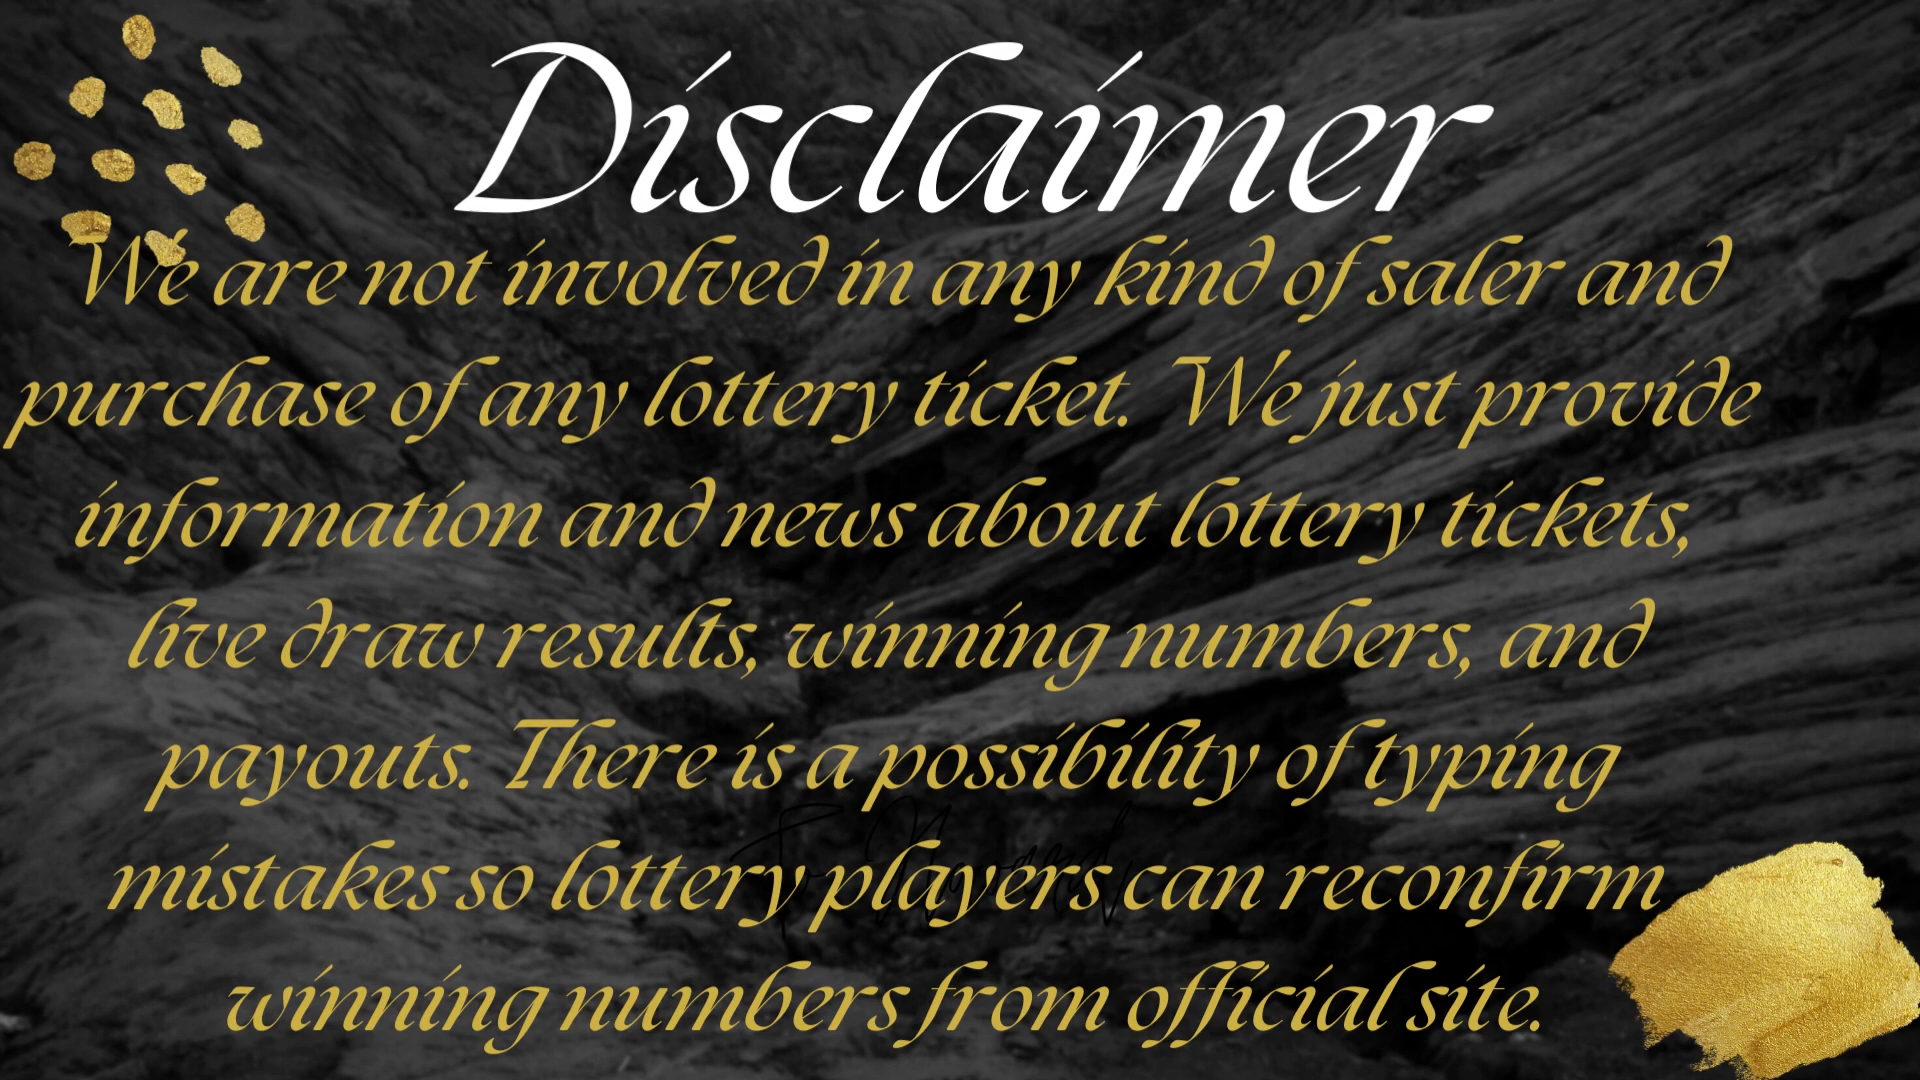 Disclaimer
We are not involved in any kind of saler and
purchase of any lottery ticket. We just provide
information and news about lottery tickets,
live draw results, winning numbers, and
payouts. There is a possibility of typing
mistakes so lottery players can reconfirm
winning numbers from official site.